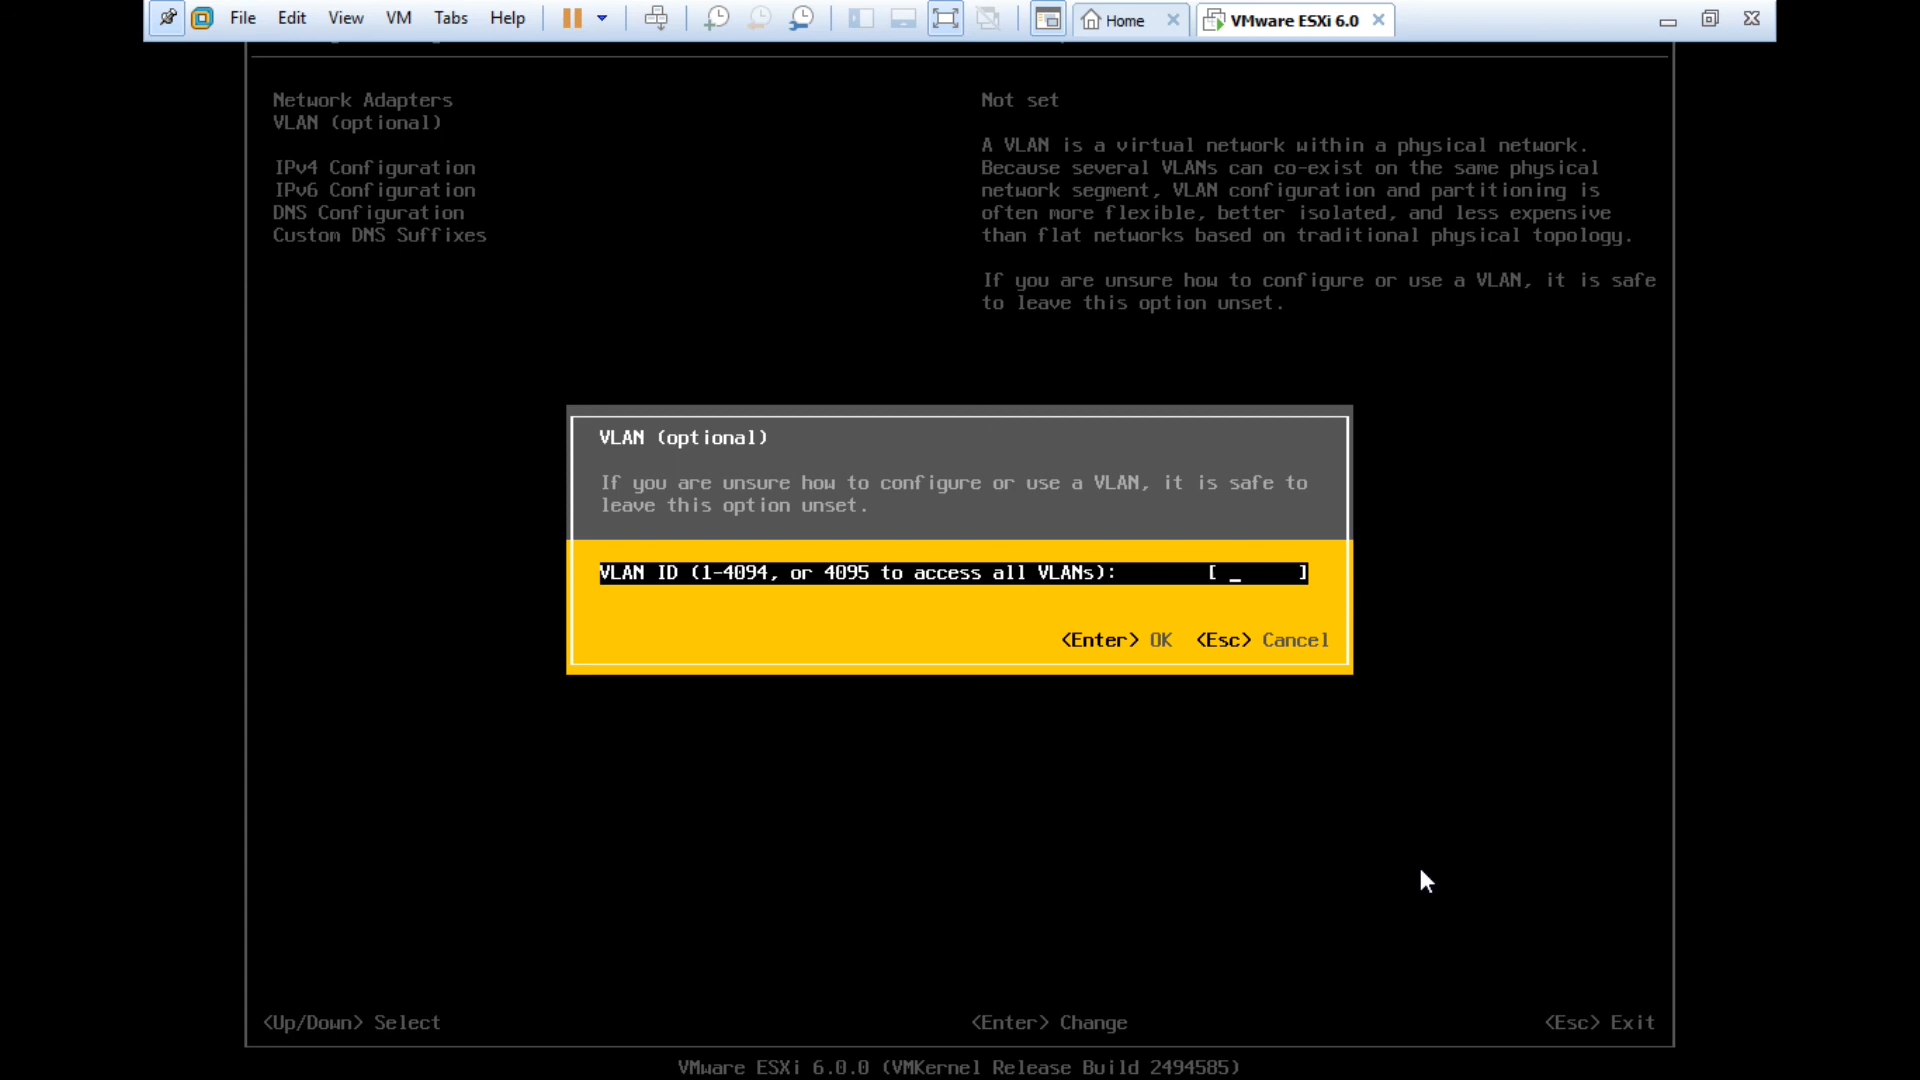 File Edit View VM Tabs Help Home VMware ESXi 6.0
Network Adapters
VLAN (optional)
IPv4 Configuration
IPv6 Configuration
DNS Configuration
Custom DNS Suffixes
Not set
A VLAN is a virtual network within a physical network.
Because several VLANs can co-exist on the same physical
network segment, VLAN configuration and partitioning is
often more flexible, better isolated, and less expensive
than flat networks based on traditional physical topology.
If you are unsure how to configure or use a VLAN, it is safe
to leave this option unset.
VLAN (optional)
If you are unsure how to configure or use a VLAN, it is safe to
leave this option unset.
VLAN ID (1-4094, or 4095 to access all VLANs): [ _ ]
<Enter> OK <Esc> Cancel
<Up/Down> Select <Enter> Change <Esc> Exit
VMware ESXi 6.0.0 (VMKernel Release Build 2494585)